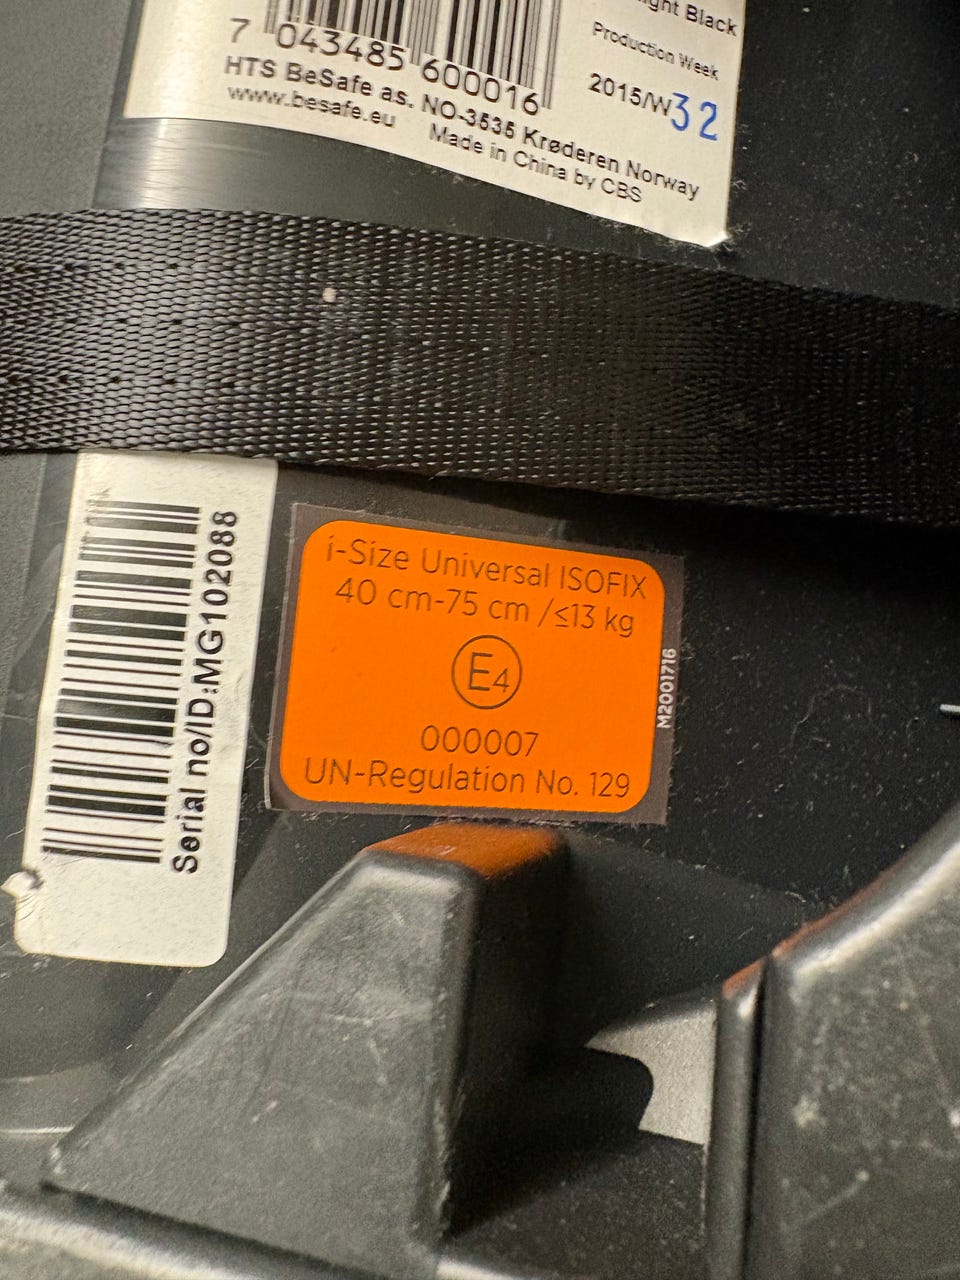 ght Black
Production Week
2015/W32
7 043485 600016
HTS BeSafe as. NO-3535 Krøderen Norway
www.besafe.eu Made in China by CBS
Serial no/ID:MG102088
i-Size Universal ISOFIX
40 cm-75 cm /≤13 kg
E4
000007
UN-Regulation No. 129
M2001716